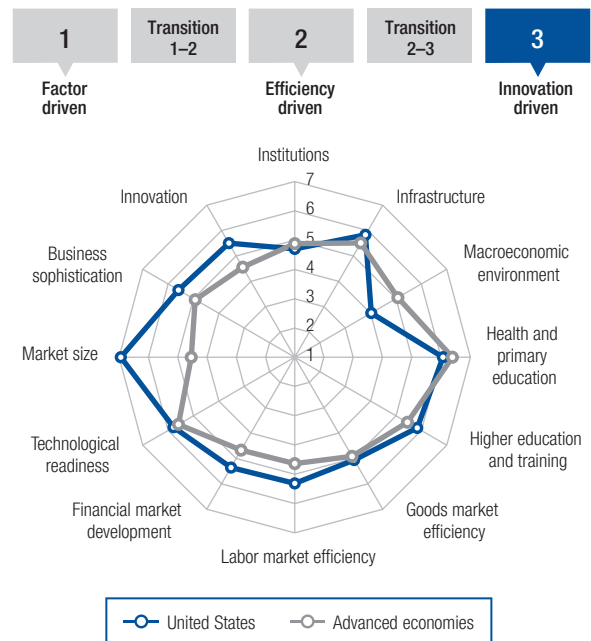 1
Transition
1–2
2
Transition
2–3
3
Factor
driven
Efficiency
driven
Innovation
driven
Institutions
7
Innovation
Infrastructure
6
5
Business
sophistication
Macroeconomic
environment
4
3
2
Market size
1
Health and
primary
education
Technological
readiness
Higher education
and training
Financial market
development
Goods market
efficiency
Labor market efficiency
United States
Advanced economies